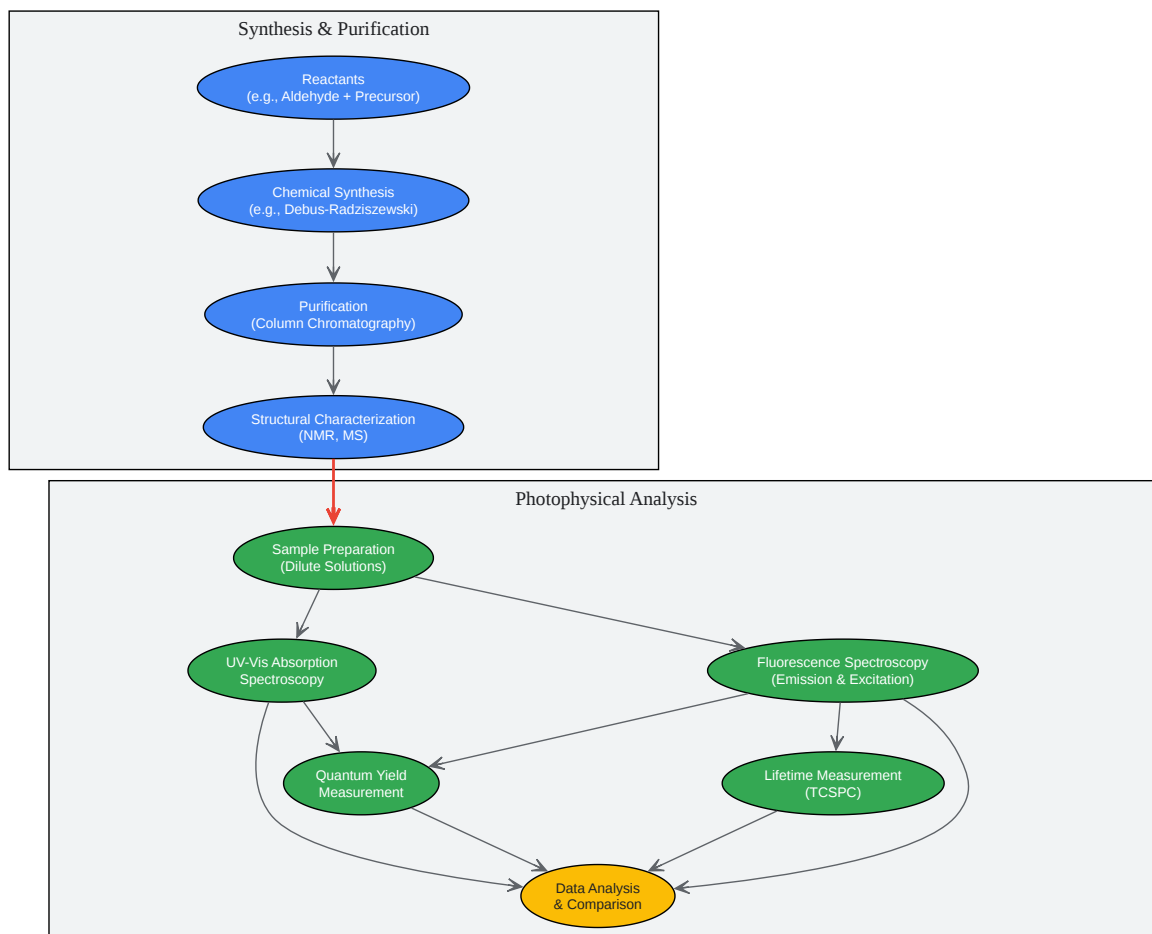 Synthesis & Purification
Reactants
(e.g., Aldehyde + Precursor)
Chemical Synthesis
(e.g., Debus-Radziszewski)
Purification
(Column Chromatography)
Structural Characterization
(NMR, MS)
Photophysical Analysis
Sample Preparation
(Dilute Solutions)
UV-Vis Absorption
Spectroscopy
Fluorescence Spectroscopy
(Emission & Excitation)
Quantum Yield
Measurement
Lifetime Measurement
(TCSPC)
Data Analysis
& Comparison